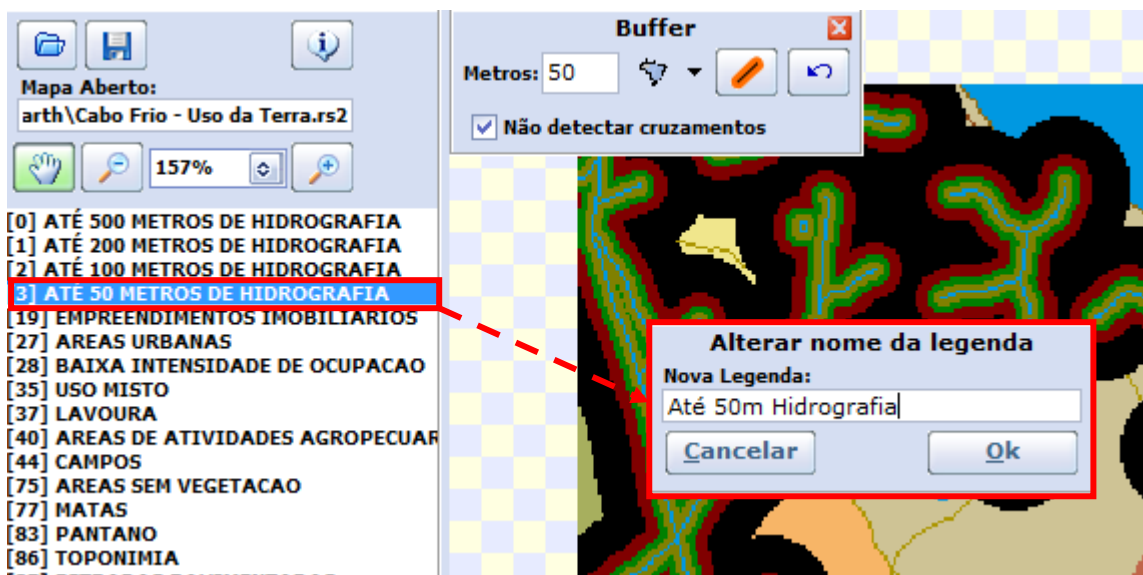 Mapa Aberto:
arth\Cabo Frio - Uso da Terra.rs2
157%
[0] ATÉ 500 METROS DE HIDROGRAFIA
[1] ATÉ 200 METROS DE HIDROGRAFIA
[2] ATÉ 100 METROS DE HIDROGRAFIA
[3] ATÉ 50 METROS DE HIDROGRAFIA
[19] EMPREENDIMENTOS IMOBILIARIOS
[27] AREAS URBANAS
[28] BAIXA INTENSIDADE DE OCUPACAO
[35] USO MISTO
[37] LAVOURA
[40] AREAS DE ATIVIDADES AGROPECUAR
[44] CAMPOS
[75] AREAS SEM VEGETACAO
[77] MATAS
[83] PANTANO
[86] TOPONIMIA
Buffer
Metros: 50
Não detectar cruzamentos
Alterar nome da legenda
Nova Legenda:
Até 50m Hidrografia
Cancelar Ok